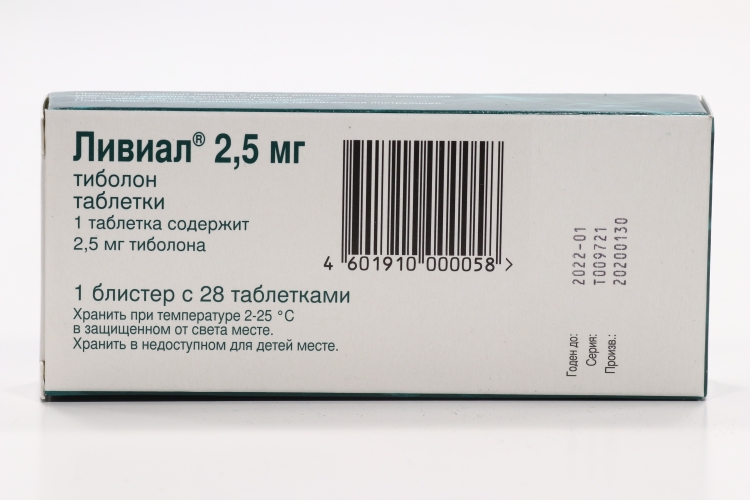 Ливиал® 2,5 мг
тиболон
таблетки
1 таблетка содержит
2,5 мг тиболона
4 601910 000058 >
1 блистер с 28 таблетками
Хранить при температуре 2-25 °C
в защищенном от света месте.
Хранить в недоступном для детей месте.
Годен до: 2022-01
Серия: T009721
Произв.: 20200130